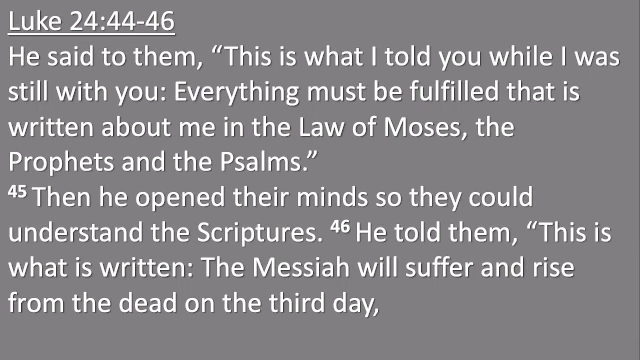 Luke 24:44-46
He said to them, “This is what I told you while I was
still with you: Everything must be fulfilled that is
written about me in the Law of Moses, the
Prophets and the Psalms.”
45 Then he opened their minds so they could
understand the Scriptures. 46 He told them, “This is
what is written: The Messiah will suffer and rise
from the dead on the third day,